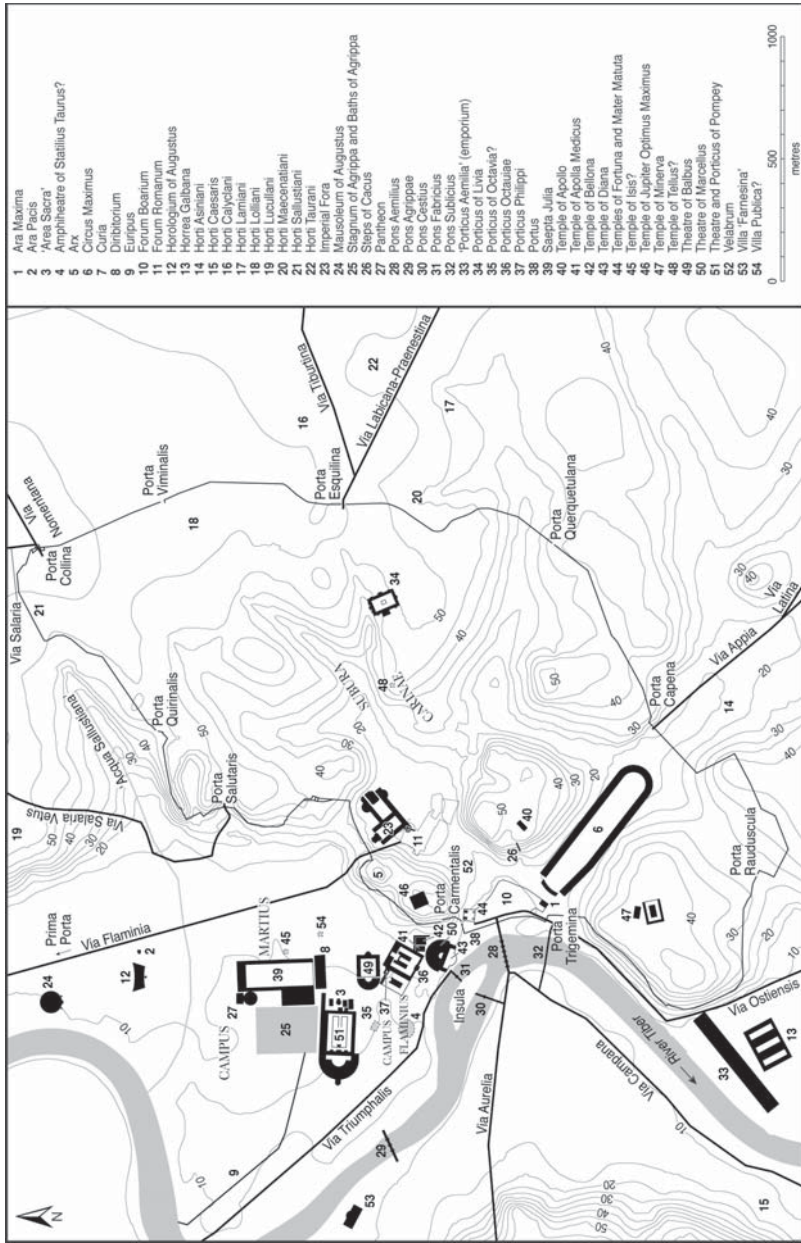 1 Ara Maxima
2 Ara Pacis
3 'Area Sacra'
4 Amphiheatre of Statilius Taurus?
5 Arx
6 Circus Maximus
7 Curia
8 Diribitorium
9 Euripus
10 Forum Boarium
11 Forum Romanum
12 Horologium of Augustus
13 Horrea Galbana
14 Horti Asiniani
15 Horti Caesaris
16 Horti Calyclani
17 Horti Lamiani
18 Horti Lolliani
19 Horti Luculiani
20 Horti Maecenatiani
21 Horti Sallustiani
22 Horti Taurani
23 Imperial Fora
24 Mausoleum of Augustus
25 Stagnum of Agrippa and Baths of Agrippa
26 Steps of Cacus
27 Pantheon
28 Pons Aemilius
29 Pons Agrippae
30 Pons Cestius
31 Pons Fabricius
32 Pons Sublicius
33 'Porticus Aemilia' (emporium)
34 Porticus of Livia
35 'Porticus of Octavia?
36 Porticus Octauiae
37 Porticus Philippi
38 Portus
39 Saepta Julia
40 Temple of Apollo
41 Temple of Apolla Medicus
42 Temple of Bellona
43 Temple of Diana
44 Temples of Fortuna and Mater Matuta
45 Temple of Isis?
46 Temple of Jupiter Optimus Maximus
47 Temple of Minerva
48 Temple of Tellus?
49 Theatre of Balbus
50 Theatre of Marcellus
51 Theatre and Porticus of Pompey
52 Velabrum
53 Villa 'Farnesina'
54 Villa Publica?
0 500 1000
metres
N
Prima
Porta
Via Flaminia
Via Salaria Vetus
'Acqua Sallustiana'
Via Salaria
Via
Nomentana
Porta
Collina
Porta
Quirinalis
Porta
Salutaris
Porta
Viminalis
Via Tiburtina
Porta
Esquilina
Via Labicana-Praenestina
Porta
Querquetulana
SUBURA
CARINAE
CAMPUS
MARTIUS
CAMPUS
FLAMINIUS
Via Triumphalis
Insula
Via Aurelia
Porta
Carmentalis
Porta
Trigemina
Via Campana
River Tiber
Via Ostiensis
Porta
Rauduscula
Porta
Capena
Via Appia
Via
Latina